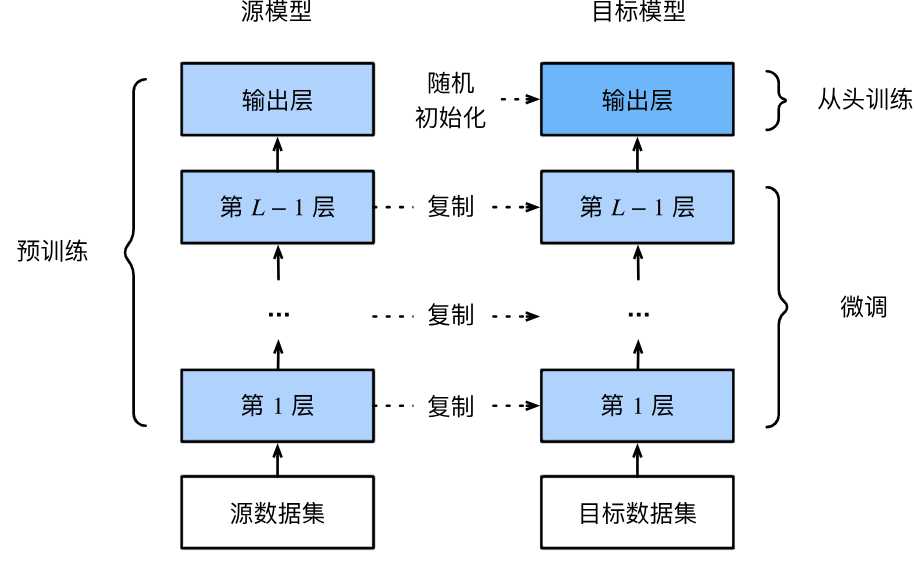 源模型
目标模型
输出层
随机
初始化
输出层
从头训练
第 L – 1 层
复制
第 L – 1 层
预训练
...
复制
...
微调
第 1 层
复制
第 1 层
源数据集
目标数据集